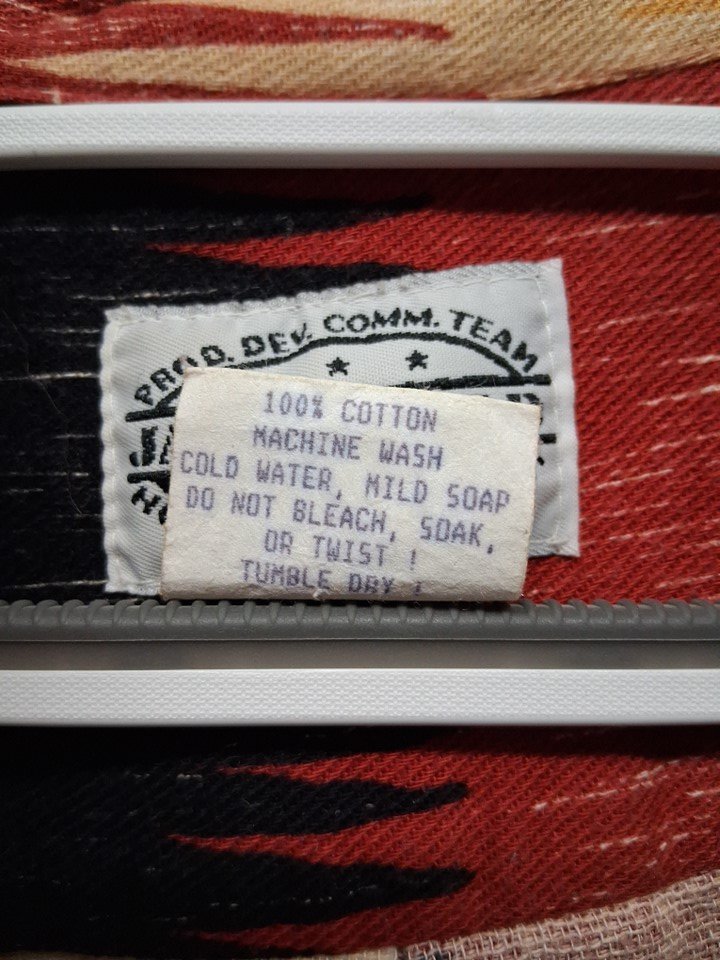 PROD. DEV. COMM. TEAM
100% COTTON
MACHINE WASH
COLD WATER, MILD SOAP
DO NOT BLEACH, SOAK,
OR TWIST !
TUMBLE DRY !